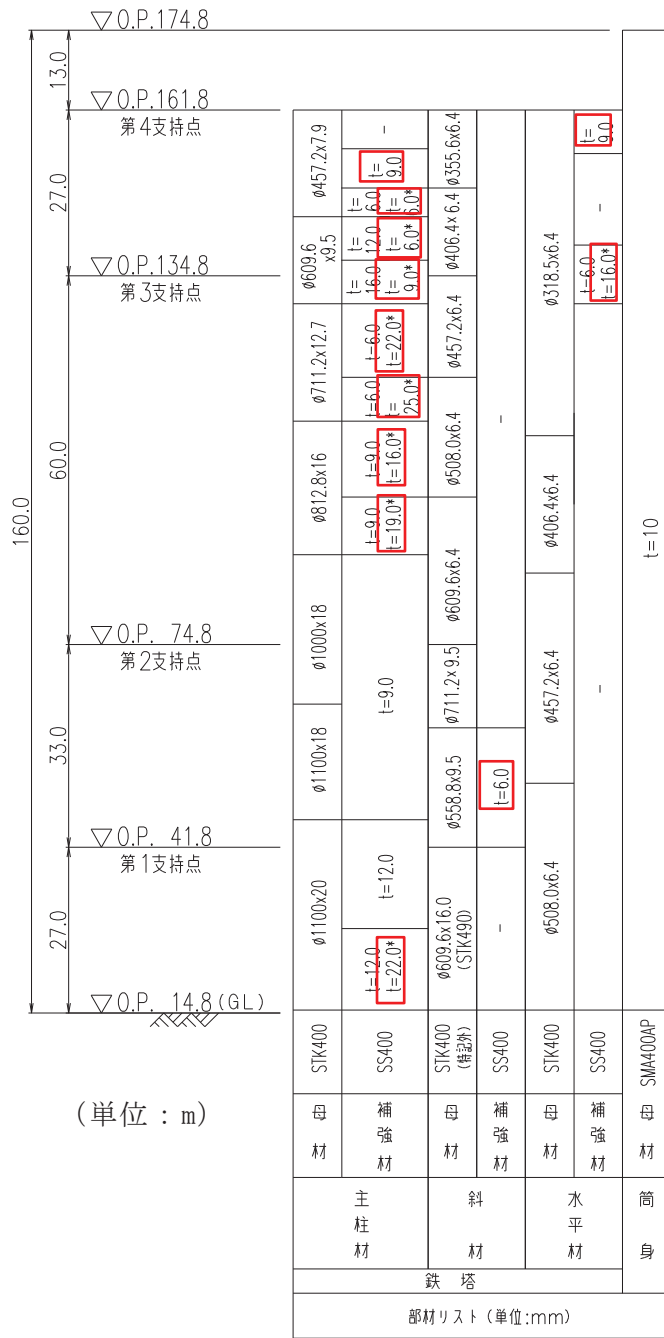 ▽O.P.174.8
13.0
▽O.P.161.8
第4支持点
27.0
▽O.P.134.8
第3支持点
60.0
160.0
▽O.P. 74.8
第2支持点
33.0
▽O.P. 41.8
第1支持点
27.0
▽O.P. 14.8(GL)
(単位：m)
φ457.2x7.9
φ609.6
x9.5
φ711.2x12.7
φ812.8x16
φ1000x18
φ1100x18
φ1100x20
STK400
母材
-
t=
9.0
t=
6.0
t=
6.0*
t=
12.0
t=
6.0*
t=
16.0
t=
9.0*
t=6.0
t=22.0*
t=6.0
t=
25.0*
t=9.0
t=16.0*
t=9.0
t=19.0*
t=9.0
t=12.0
t=12.0
t=22.0*
SS400
補強材
主柱材
φ355.6x6.4
φ406.4x6.4
φ457.2x6.4
φ508.0x6.4
φ609.6x6.4
φ711.2x9.5
φ558.8x9.5
φ609.6x16.0
(STK490)
STK400
(特記外)
母材
-
t=6.0
-
SS400
補強材
斜材
φ318.5x6.4
φ406.4x6.4
φ457.2x6.4
φ508.0x6.4
STK400
母材
t=
9.0
-
t=6.0
t=16.0*
-
SS400
補強材
水平材
t=10
SMA400AP
母材
筒身
鉄塔
部材リスト(単位:mm)